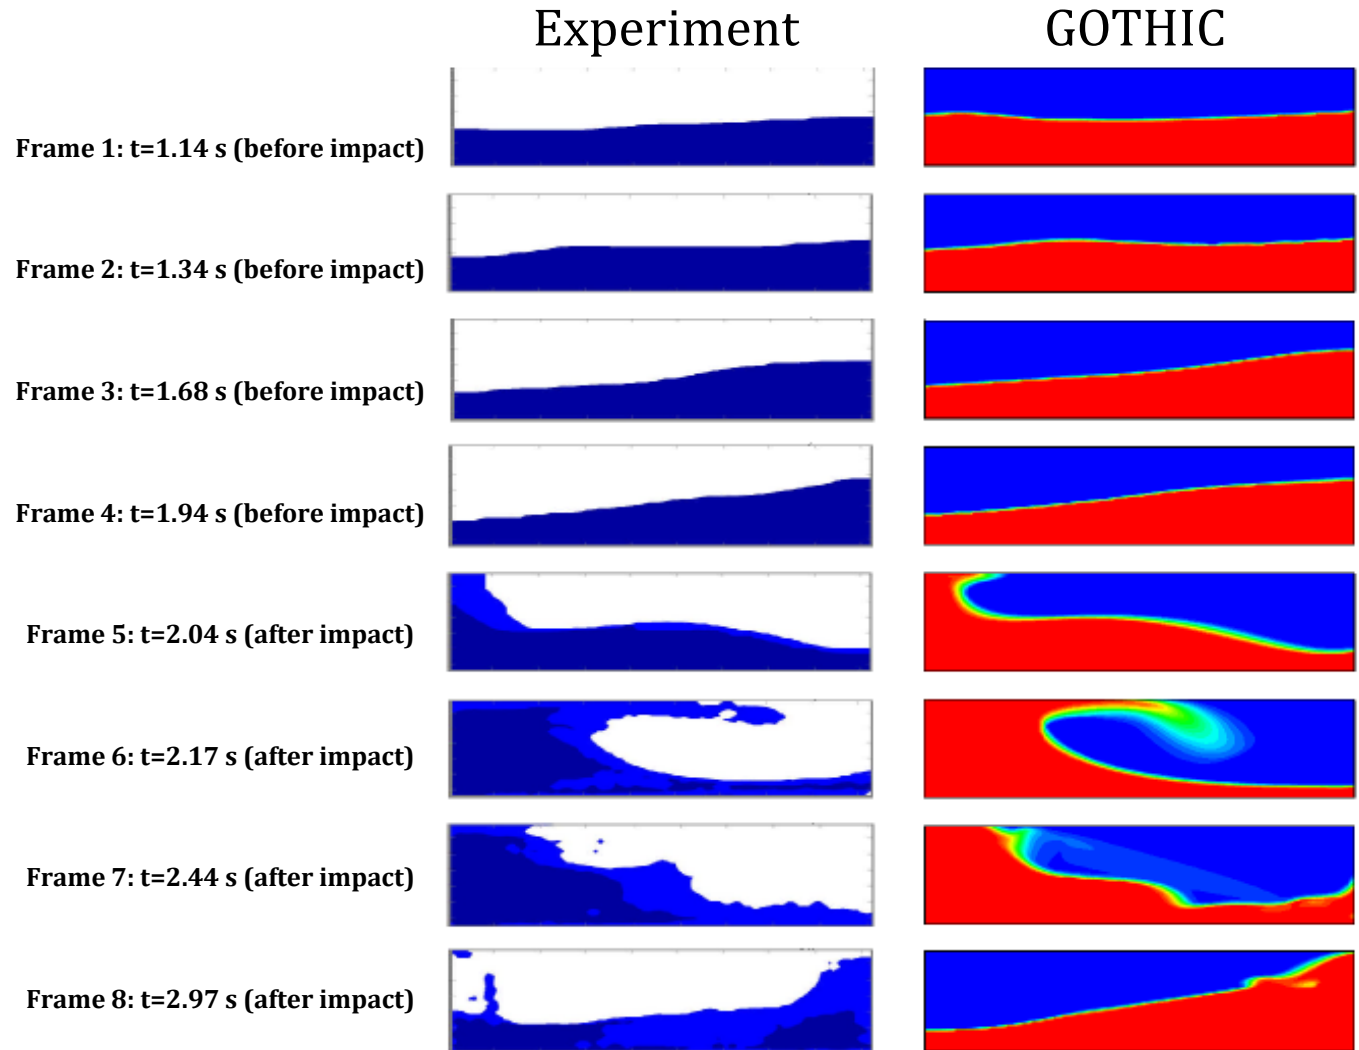 Experiment
GOTHIC
Frame 1: t=1.14 s (before impact)
Frame 2: t=1.34 s (before impact)
Frame 3: t=1.68 s (before impact)
Frame 4: t=1.94 s (before impact)
Frame 5: t=2.04 s (after impact)
Frame 6: t=2.17 s (after impact)
Frame 7: t=2.44 s (after impact)
Frame 8: t=2.97 s (after impact)